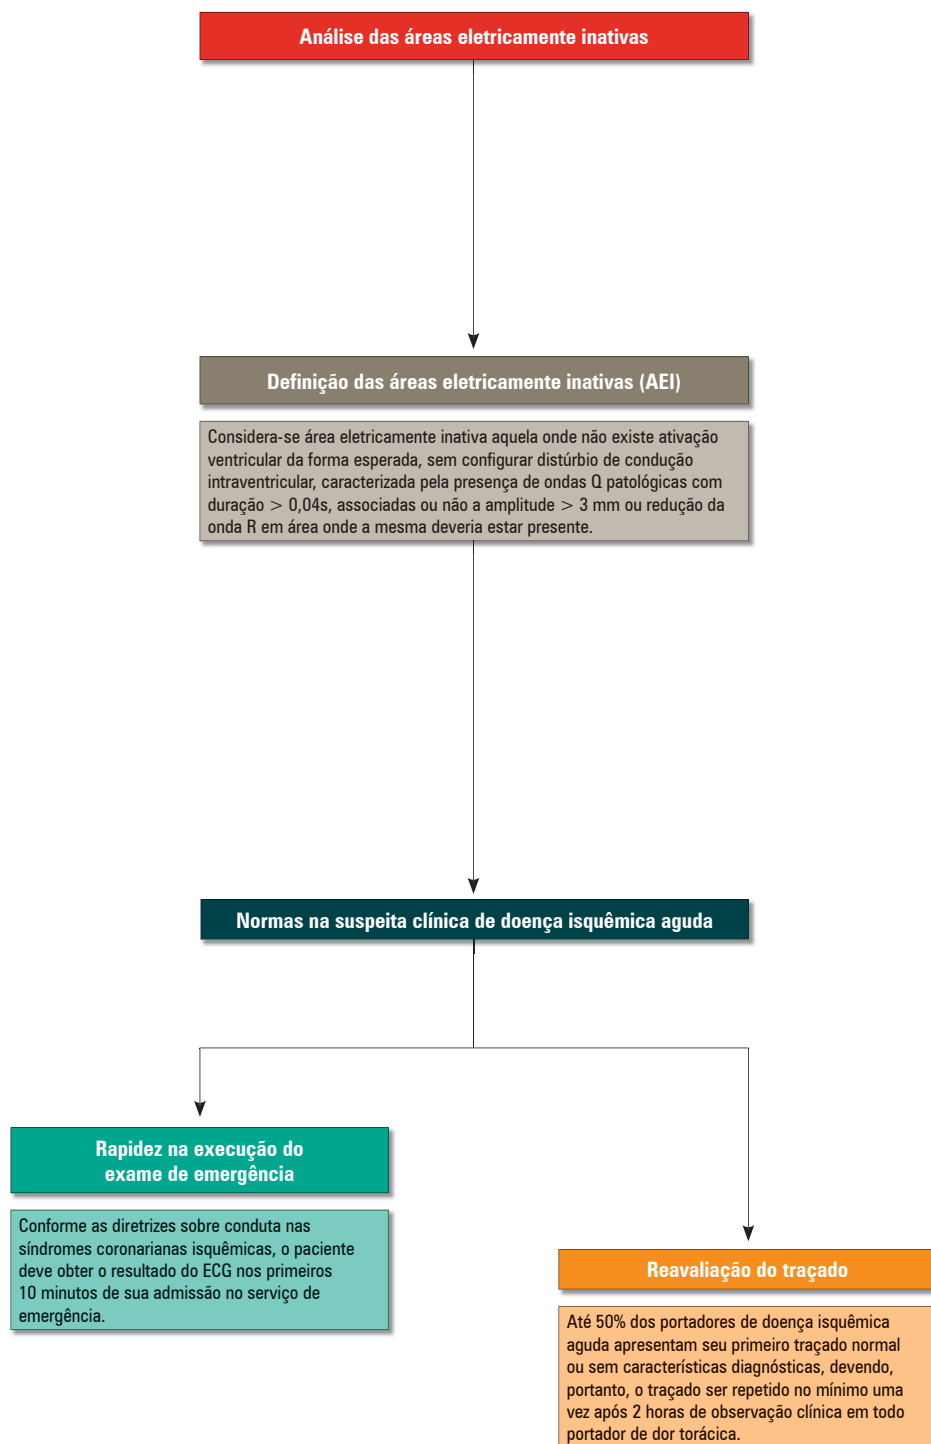 Análise das áreas eletricamente inativas
Definição das áreas eletricamente inativas (AEI)
Considera-se área eletricamente inativa aquela onde não existe ativação
ventricular da forma esperada, sem configurar distúrbio de condução
intraventricular, caracterizada pela presença de ondas Q patológicas com
duração > 0,04s, associadas ou não a amplitude > 3 mm ou redução da
onda R em área onde a mesma deveria estar presente.
Normas na suspeita clínica de doença isquêmica aguda
Rapidez na execução do
exame de emergência
Conforme as diretrizes sobre conduta nas
síndromes coronarianas isquêmicas, o paciente
deve obter o resultado do ECG nos primeiros
10 minutos de sua admissão no serviço de
emergência.
Reavaliação do traçado
Até 50% dos portadores de doença isquêmica
aguda apresentam seu primeiro traçado normal
ou sem características diagnósticas, devendo,
portanto, o traçado ser repetido no mínimo uma
vez após 2 horas de observação clínica em todo
portador de dor torácica.